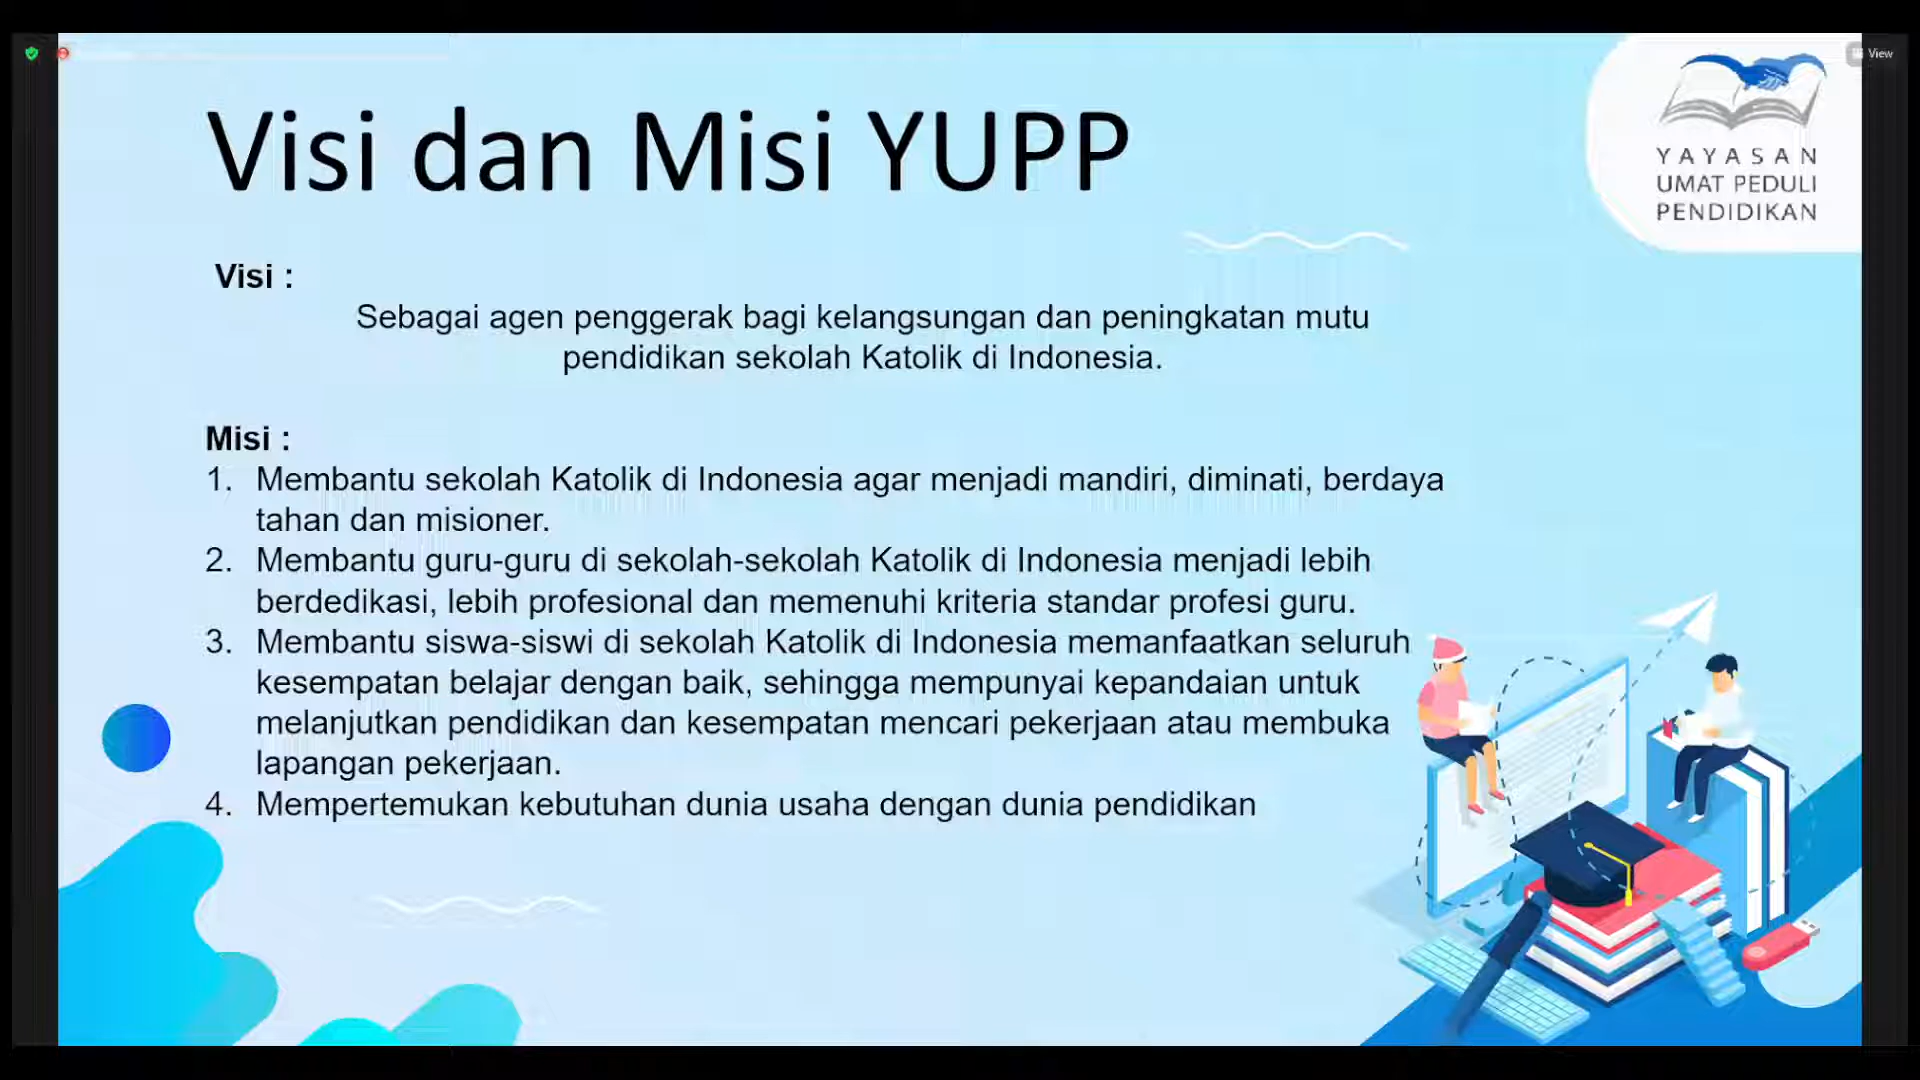 View
Visi dan Misi YUPP
YAYASAN
UMAT PEDULI
PENDIDIKAN
Visi :
Sebagai agen penggerak bagi kelangsungan dan peningkatan mutu
pendidikan sekolah Katolik di Indonesia.
Misi :
1. Membantu sekolah Katolik di Indonesia agar menjadi mandiri, diminati, berdaya
tahan dan misioner.
2. Membantu guru-guru di sekolah-sekolah Katolik di Indonesia menjadi lebih
berdedikasi, lebih profesional dan memenuhi kriteria standar profesi guru.
3. Membantu siswa-siswi di sekolah Katolik di Indonesia memanfaatkan seluruh
kesempatan belajar dengan baik, sehingga mempunyai kepandaian untuk
melanjutkan pendidikan dan kesempatan mencari pekerjaan atau membuka
lapangan pekerjaan.
4. Mempertemukan kebutuhan dunia usaha dengan dunia pendidikan